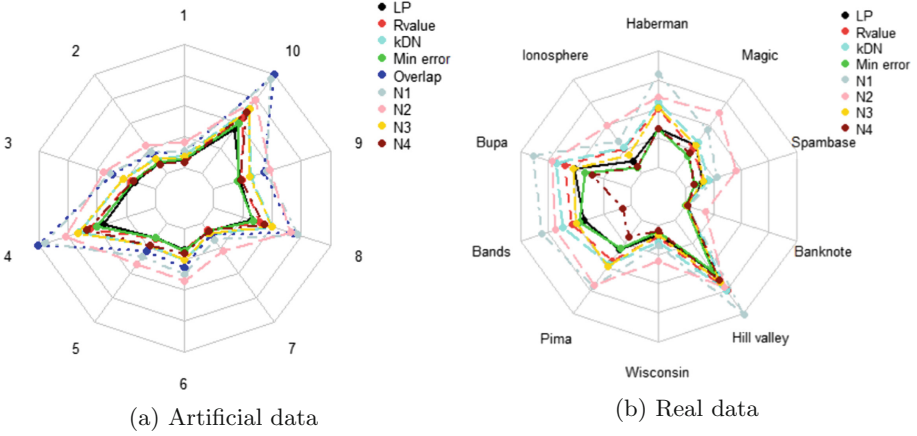 1
2
3
4
5
6
7
8
9
10
LP
Rvalue
kDN
Min error
Overlap
N1
N2
N3
N4
(a) Artificial data
Haberman
Ionosphere
Bupa
Bands
Pima
Wisconsin
Hill valley
Banknote
Spambase
Magic
LP
Rvalue
kDN
Min error
N1
N2
N3
N4
(b) Real data